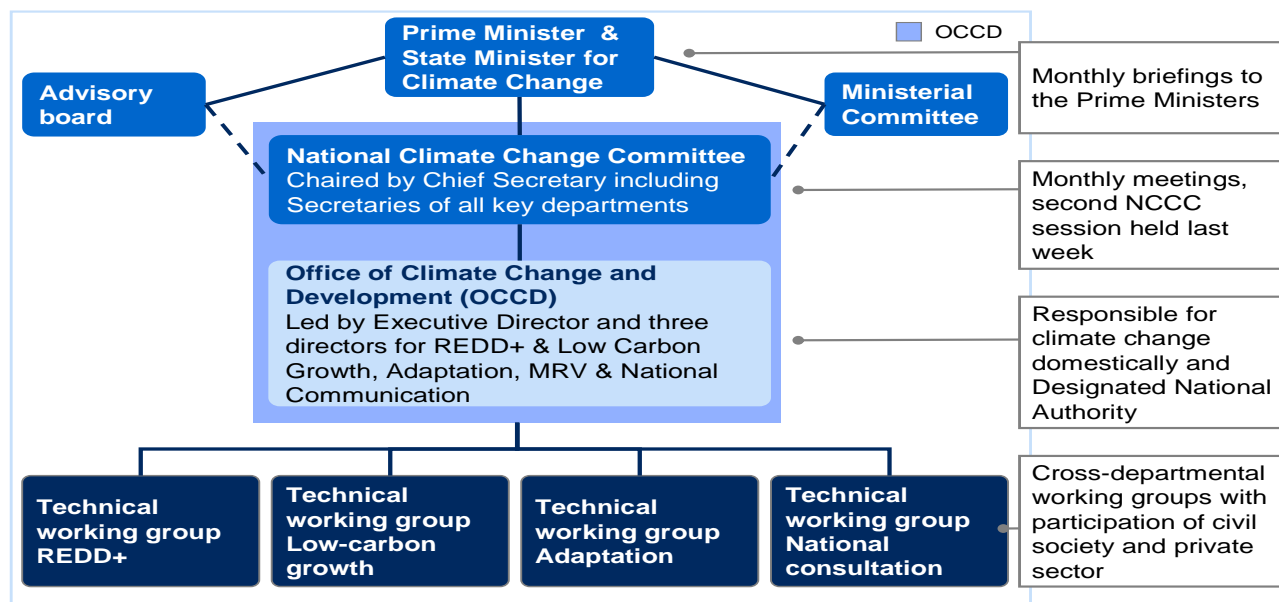 Prime Minister &
State Minister for
Climate Change
OCCD
Advisory
board
Ministerial
Committee
Monthly briefings to
the Prime Ministers
National Climate Change Committee
Chaired by Chief Secretary including
Secretaries of all key departments
Monthly meetings,
second NCCC
session held last
week
Office of Climate Change and
Development (OCCD)
Led by Executive Director and three
directors for REDD+ & Low Carbon
Growth, Adaptation, MRV & National
Communication
Responsible for
climate change
domestically and
Designated National
Authority
Technical
working group
REDD+
Technical
working group
Low-carbon
growth
Technical
working group
Adaptation
Technical
working group
National
consultation
Cross-departmental
working groups with
participation of civil
society and private
sector